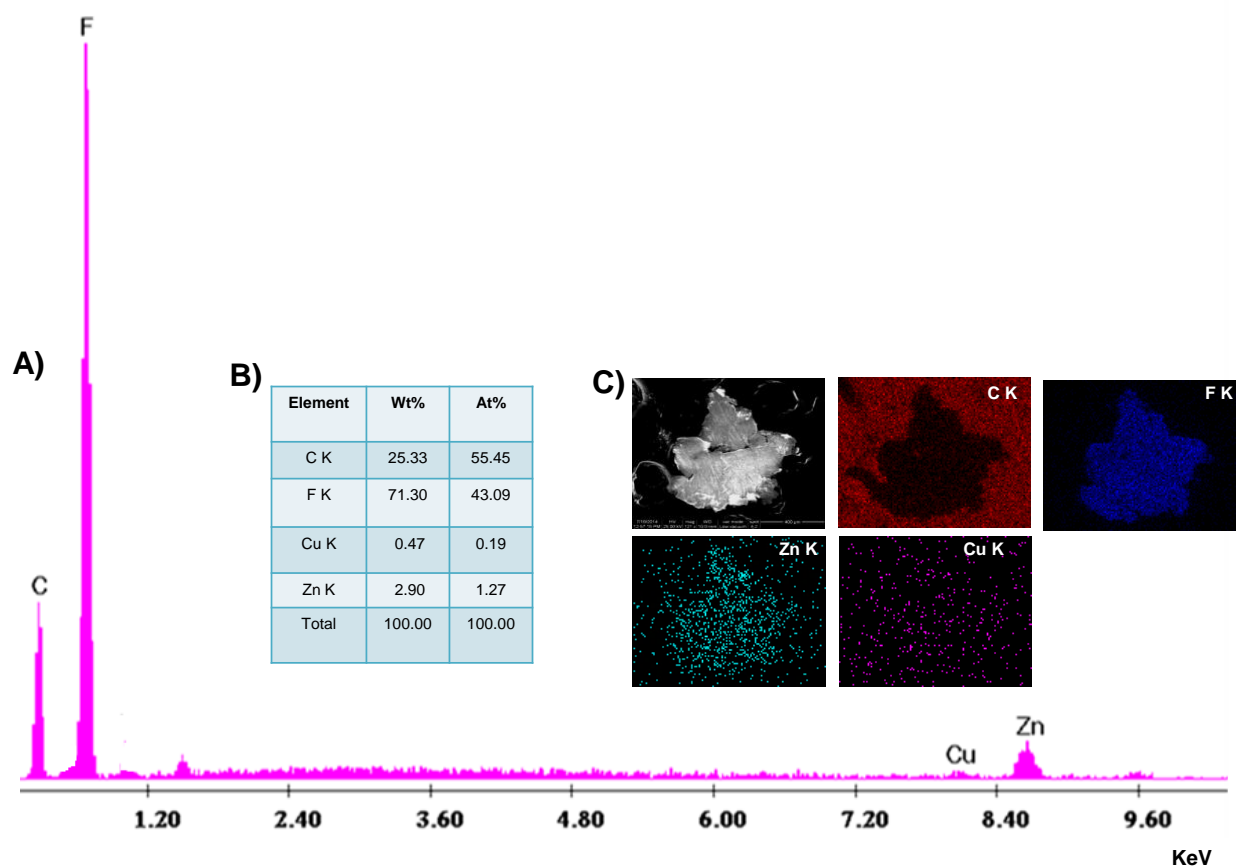 F
A)
B)
C)
Element Wt% At%
C K 25.33 55.45
F K 71.30 43.09
Cu K 0.47 0.19
Zn K 2.90 1.27
Total 100.00 100.00
C K
F K
400 µm
Zn K
Cu K
C
Cu
Zn
1.20 2.40 3.60 4.80 6.00 7.20 8.40 9.60
KeV